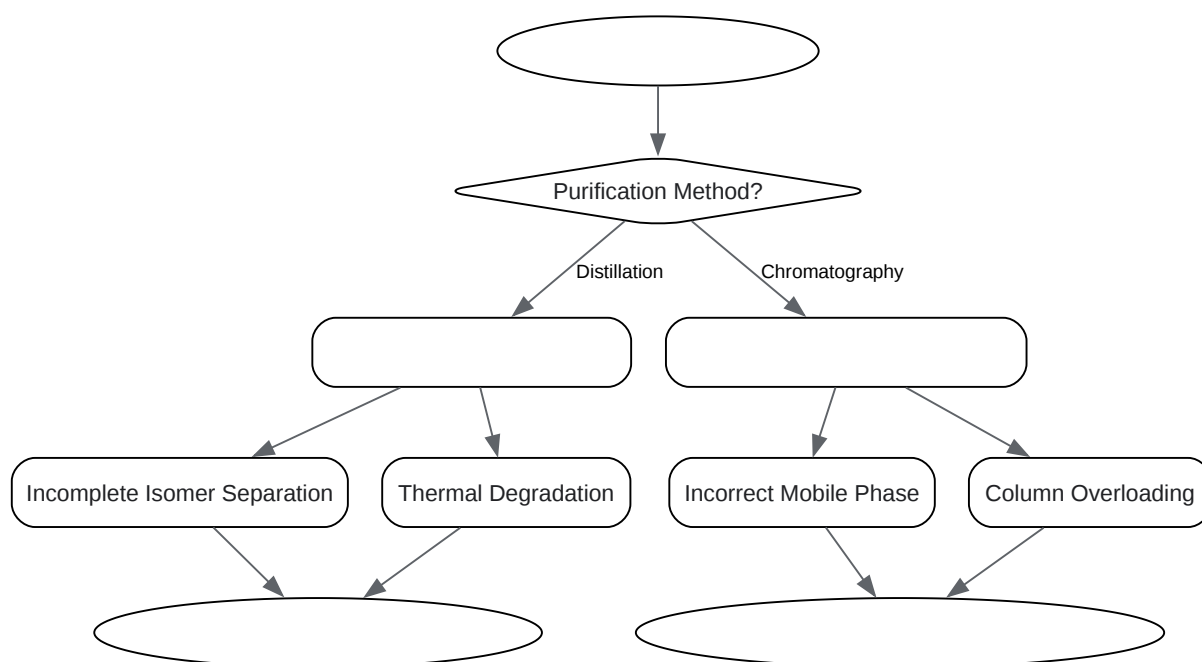 Purification Method?
Distillation
Chromatography
Incomplete Isomer Separation
Thermal Degradation
Incorrect Mobile Phase
Column Overloading